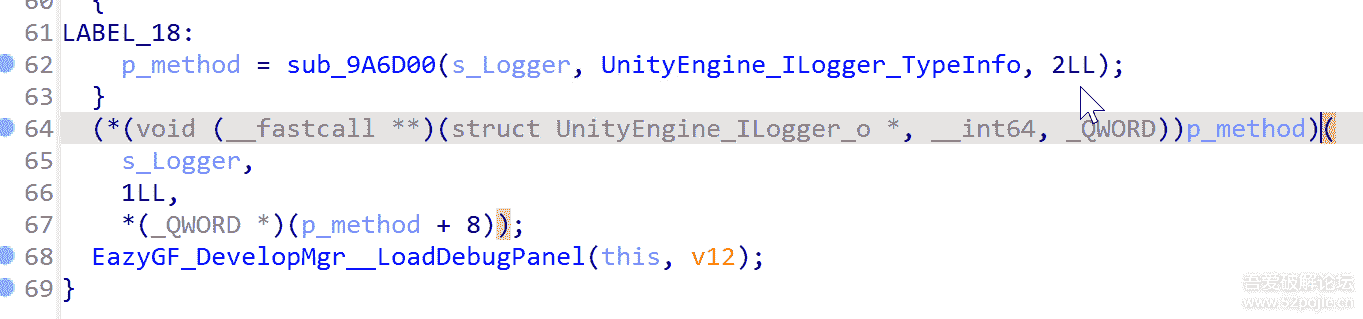 60 {
61 LABEL_18:
62 p_method = sub_9A6D00(s_Logger, UnityEngine_ILogger_TypeInfo, 2LL);
63 }
64 (*(void (__fastcall **)(struct UnityEngine_ILogger_o *, __int64, _QWORD))p_method)(
65 s_Logger,
66 1LL,
67 *(_QWORD *)(p_method + 8));
68 EazyGF_DevelopMgr__LoadDebugPanel(this, v12);
69 }
吾爱破解论坛
www.52pojie.cn